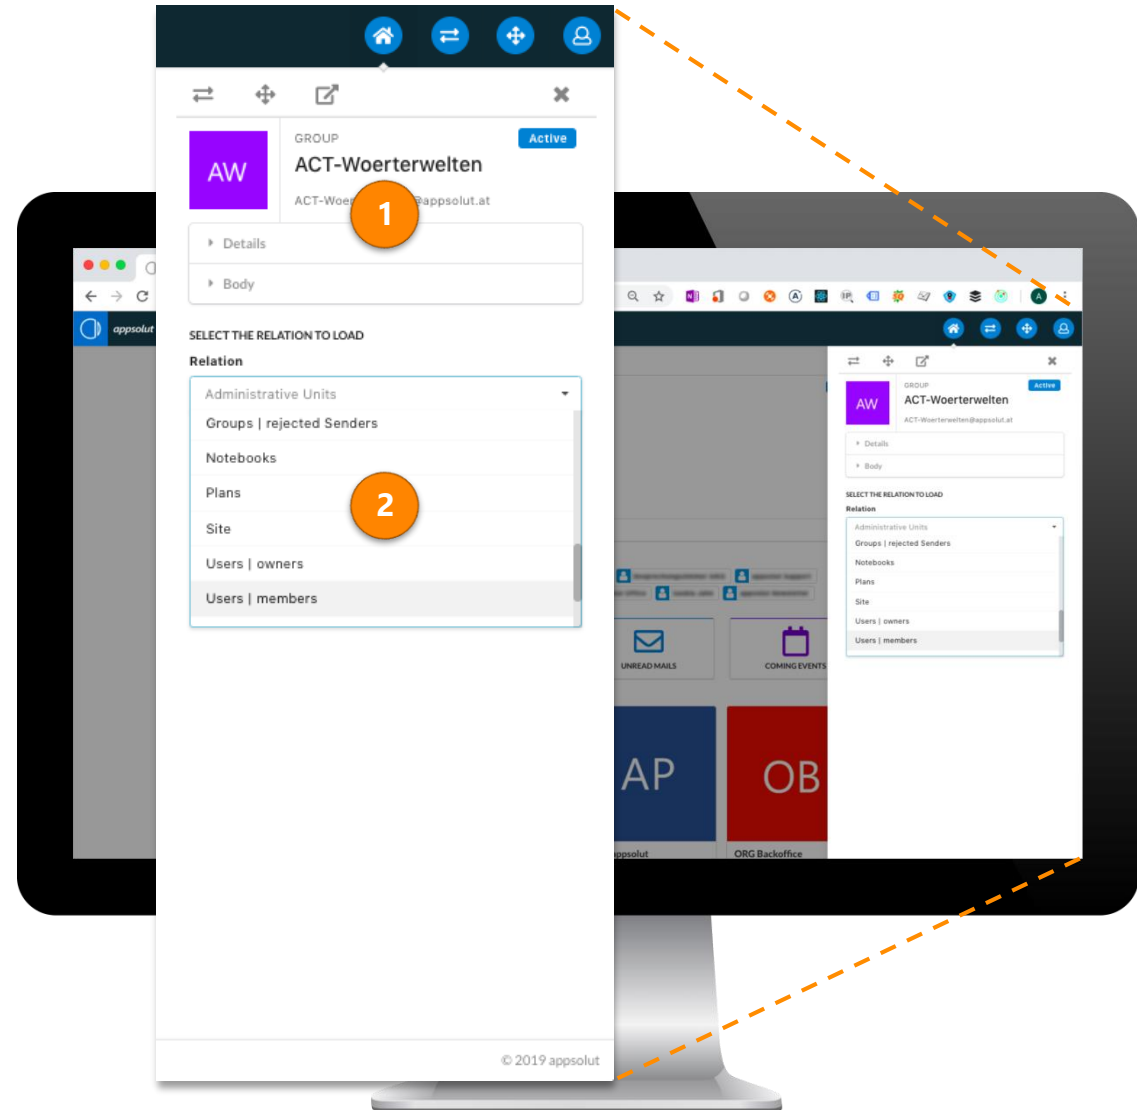 GROUP
Active
AW
ACT-Woerterwelten
ACT-Woer @appsolut.at
1
Details
Body
SELECT THE RELATION TO LOAD
Relation
Administrative Units
Groups | rejected Senders
Notebooks
Plans
2
Site
Users | owners
Users | members
© 2019 appsolut
appsolut
A
GROUP
Active
AW
ACT-Woerterwelten
ACT-Woerterwelten@appsolut.at
Details
Body
SELECT THE RELATION TO LOAD
Relation
Administrative Units
Groups | rejected Senders
Notebooks
Plans
Site
Users | owners
Users | members
UNREAD MAILS
COMING EVENTS
AP
OB
ppsolut
ORG Backoffice